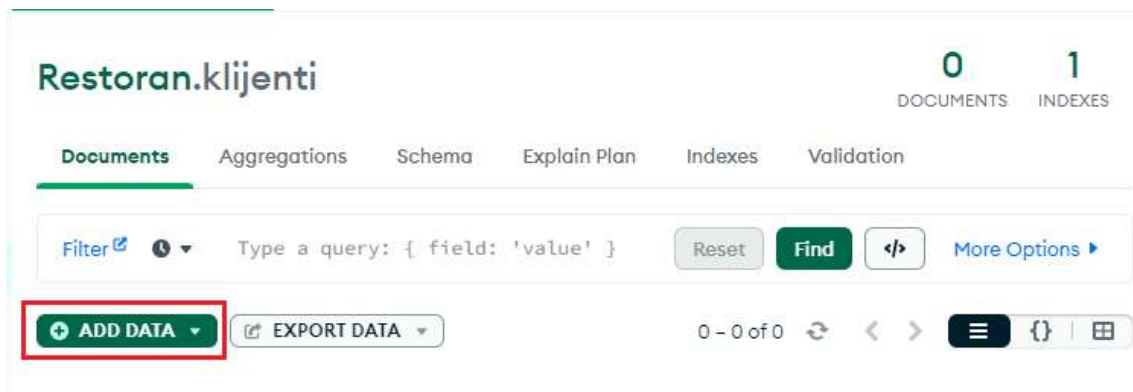 Restoran.klijenti
0 1
DOCUMENTS INDEXES
Documents Aggregations Schema Explain Plan Indexes Validation
Filter Type a query: { field: 'value' } Reset Find </> More Options
ADD DATA EXPORT DATA 0 – 0 of 0 {}